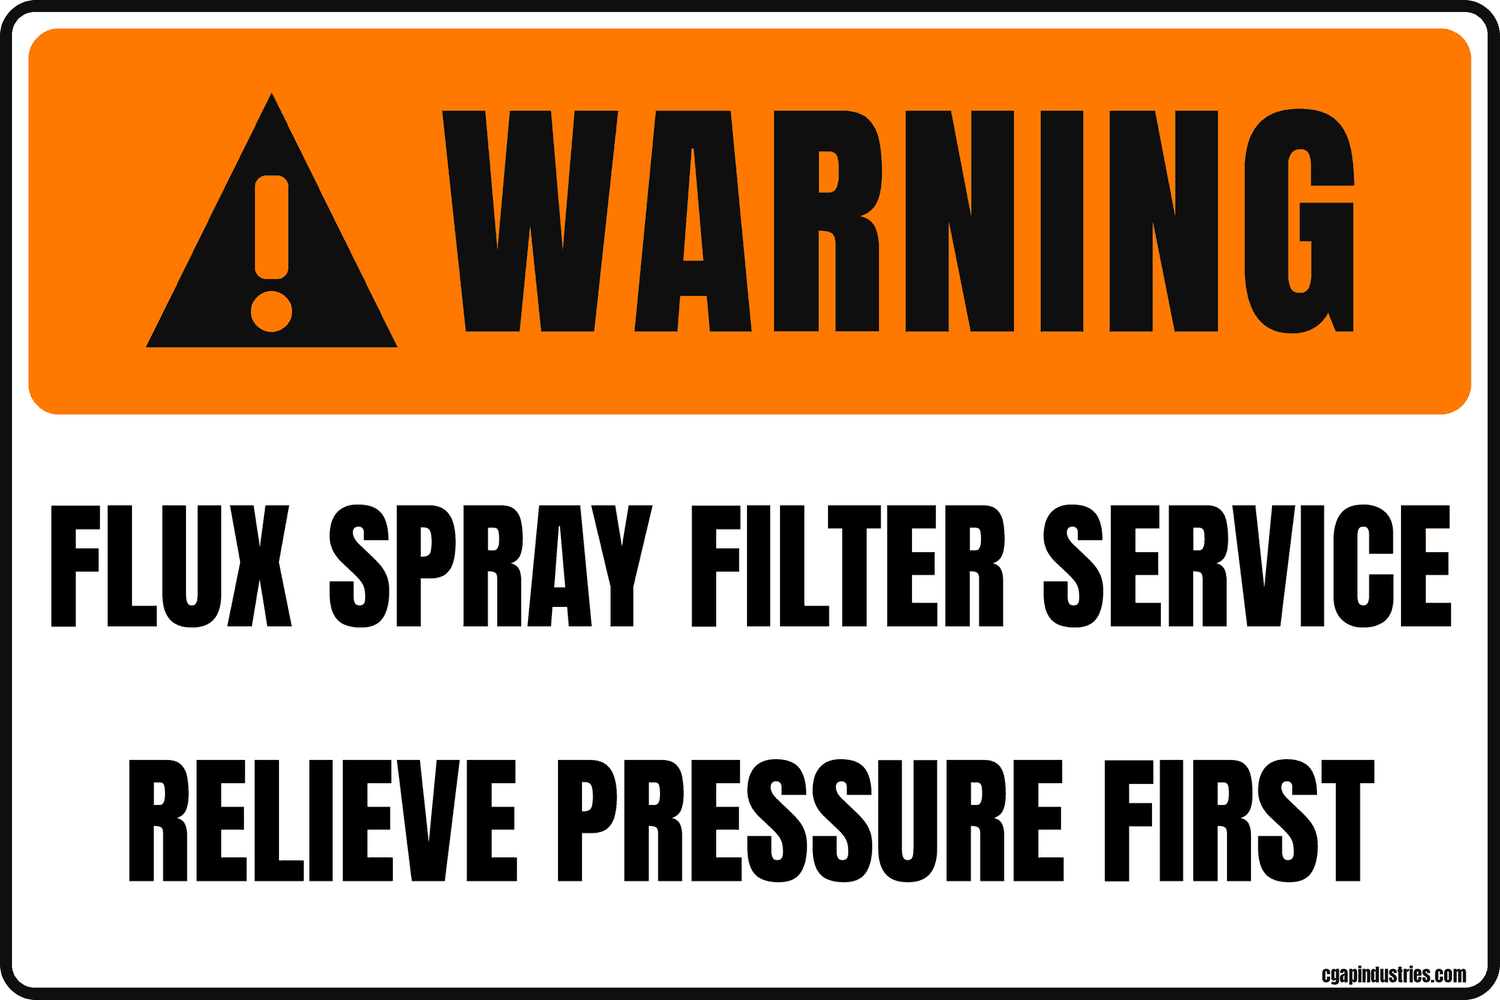 WARNING
FLUX SPRAY FILTER SERVICE
RELIEVE PRESSURE FIRST
cgapindustries.com